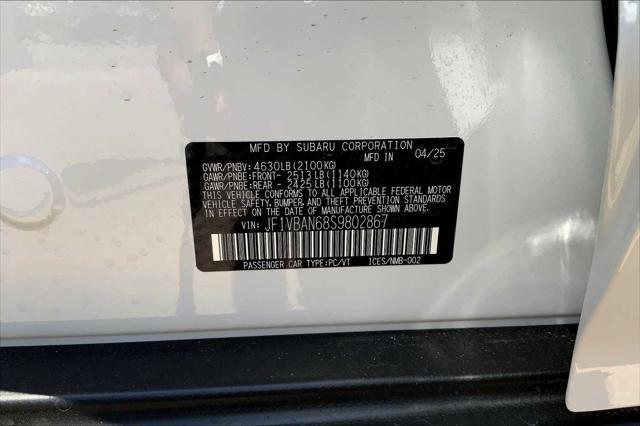 MFD BY SUBARU CORPORATION
MFD IN 04/25
GVWR/PNBV: 4630LB(2100KG)
GAWR/PNBE:FRONT- 2513LB(1140KG)
GAWR/PNBE:REAR - 2425LB(1100KG)
THIS VEHICLE CONFORMS TO ALL APPLICABLE FEDERAL MOTOR
VEHICLE SAFETY, BUMPER, AND THEFT PREVENTION STANDARDS
IN EFFECT ON THE DATE OF MANUFACTURE SHOWN ABOVE.
VIN: JF1VBAN68S9802867
PASSENGER CAR TYPE:PC/VT ICES/NMB-002